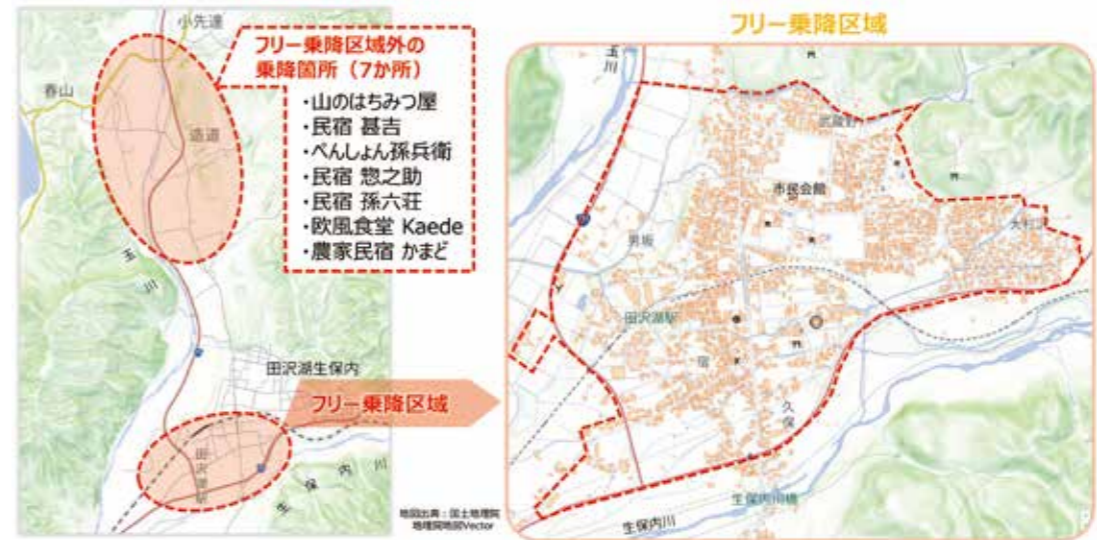 小先達
春山
造道
玉川
フリー乗降区域外の
乗降箇所（7か所）
・山のはちみつ屋
・民宿 甚吉
・ぺんしょん孫兵衛
・民宿 惣之助
・民宿 孫六荘
・欧風食堂 Kaede
・農家民宿 かまど
田沢湖生保内
フリー乗降区域
田沢湖駅
生保内川
地図出典：国土地理院
地理院地図Vector
フリー乗降区域
玉川
武蔵野
市民会館
男坂
大村沢
田沢湖駅
宿
久保
生保内川橋
生保内川